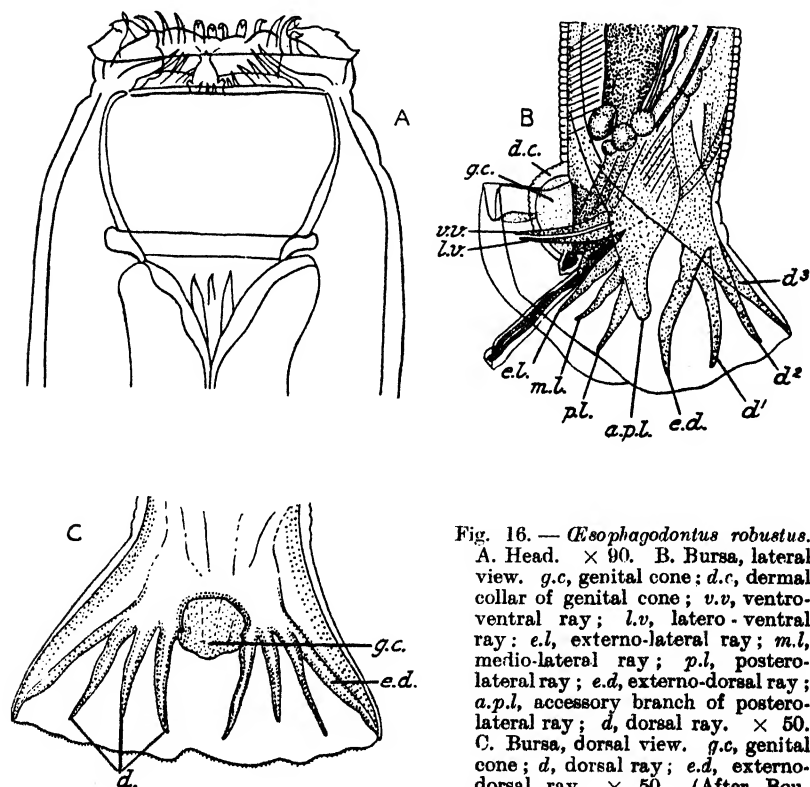 A
B
d.c.
g.c.
v.v.
l.v.
e.l.
m.l.
p.l.
a.p.l.
e.d.
d'
d²
d³
C
g.c.
e.d.
d.
Fig. 16. — Œsophagodontus robustus.
A. Head. × 90. B. Bursa, lateral
view. g.c, genital cone; d.c, dermal
collar of genital cone; v.v, ventro-
ventral ray; l.v, latero-ventral
ray; e.l, externo-lateral ray; m.l,
medio-lateral ray; p.l, postero-
lateral ray; e.d, externo-dorsal ray;
a.p.l, accessory branch of postero-
lateral ray; d, dorsal ray. × 50.
C. Bursa, dorsal view. g.c, genital
cone; d, dorsal ray; e.d, externo-
dorsal ray. × 50. (After Bou-